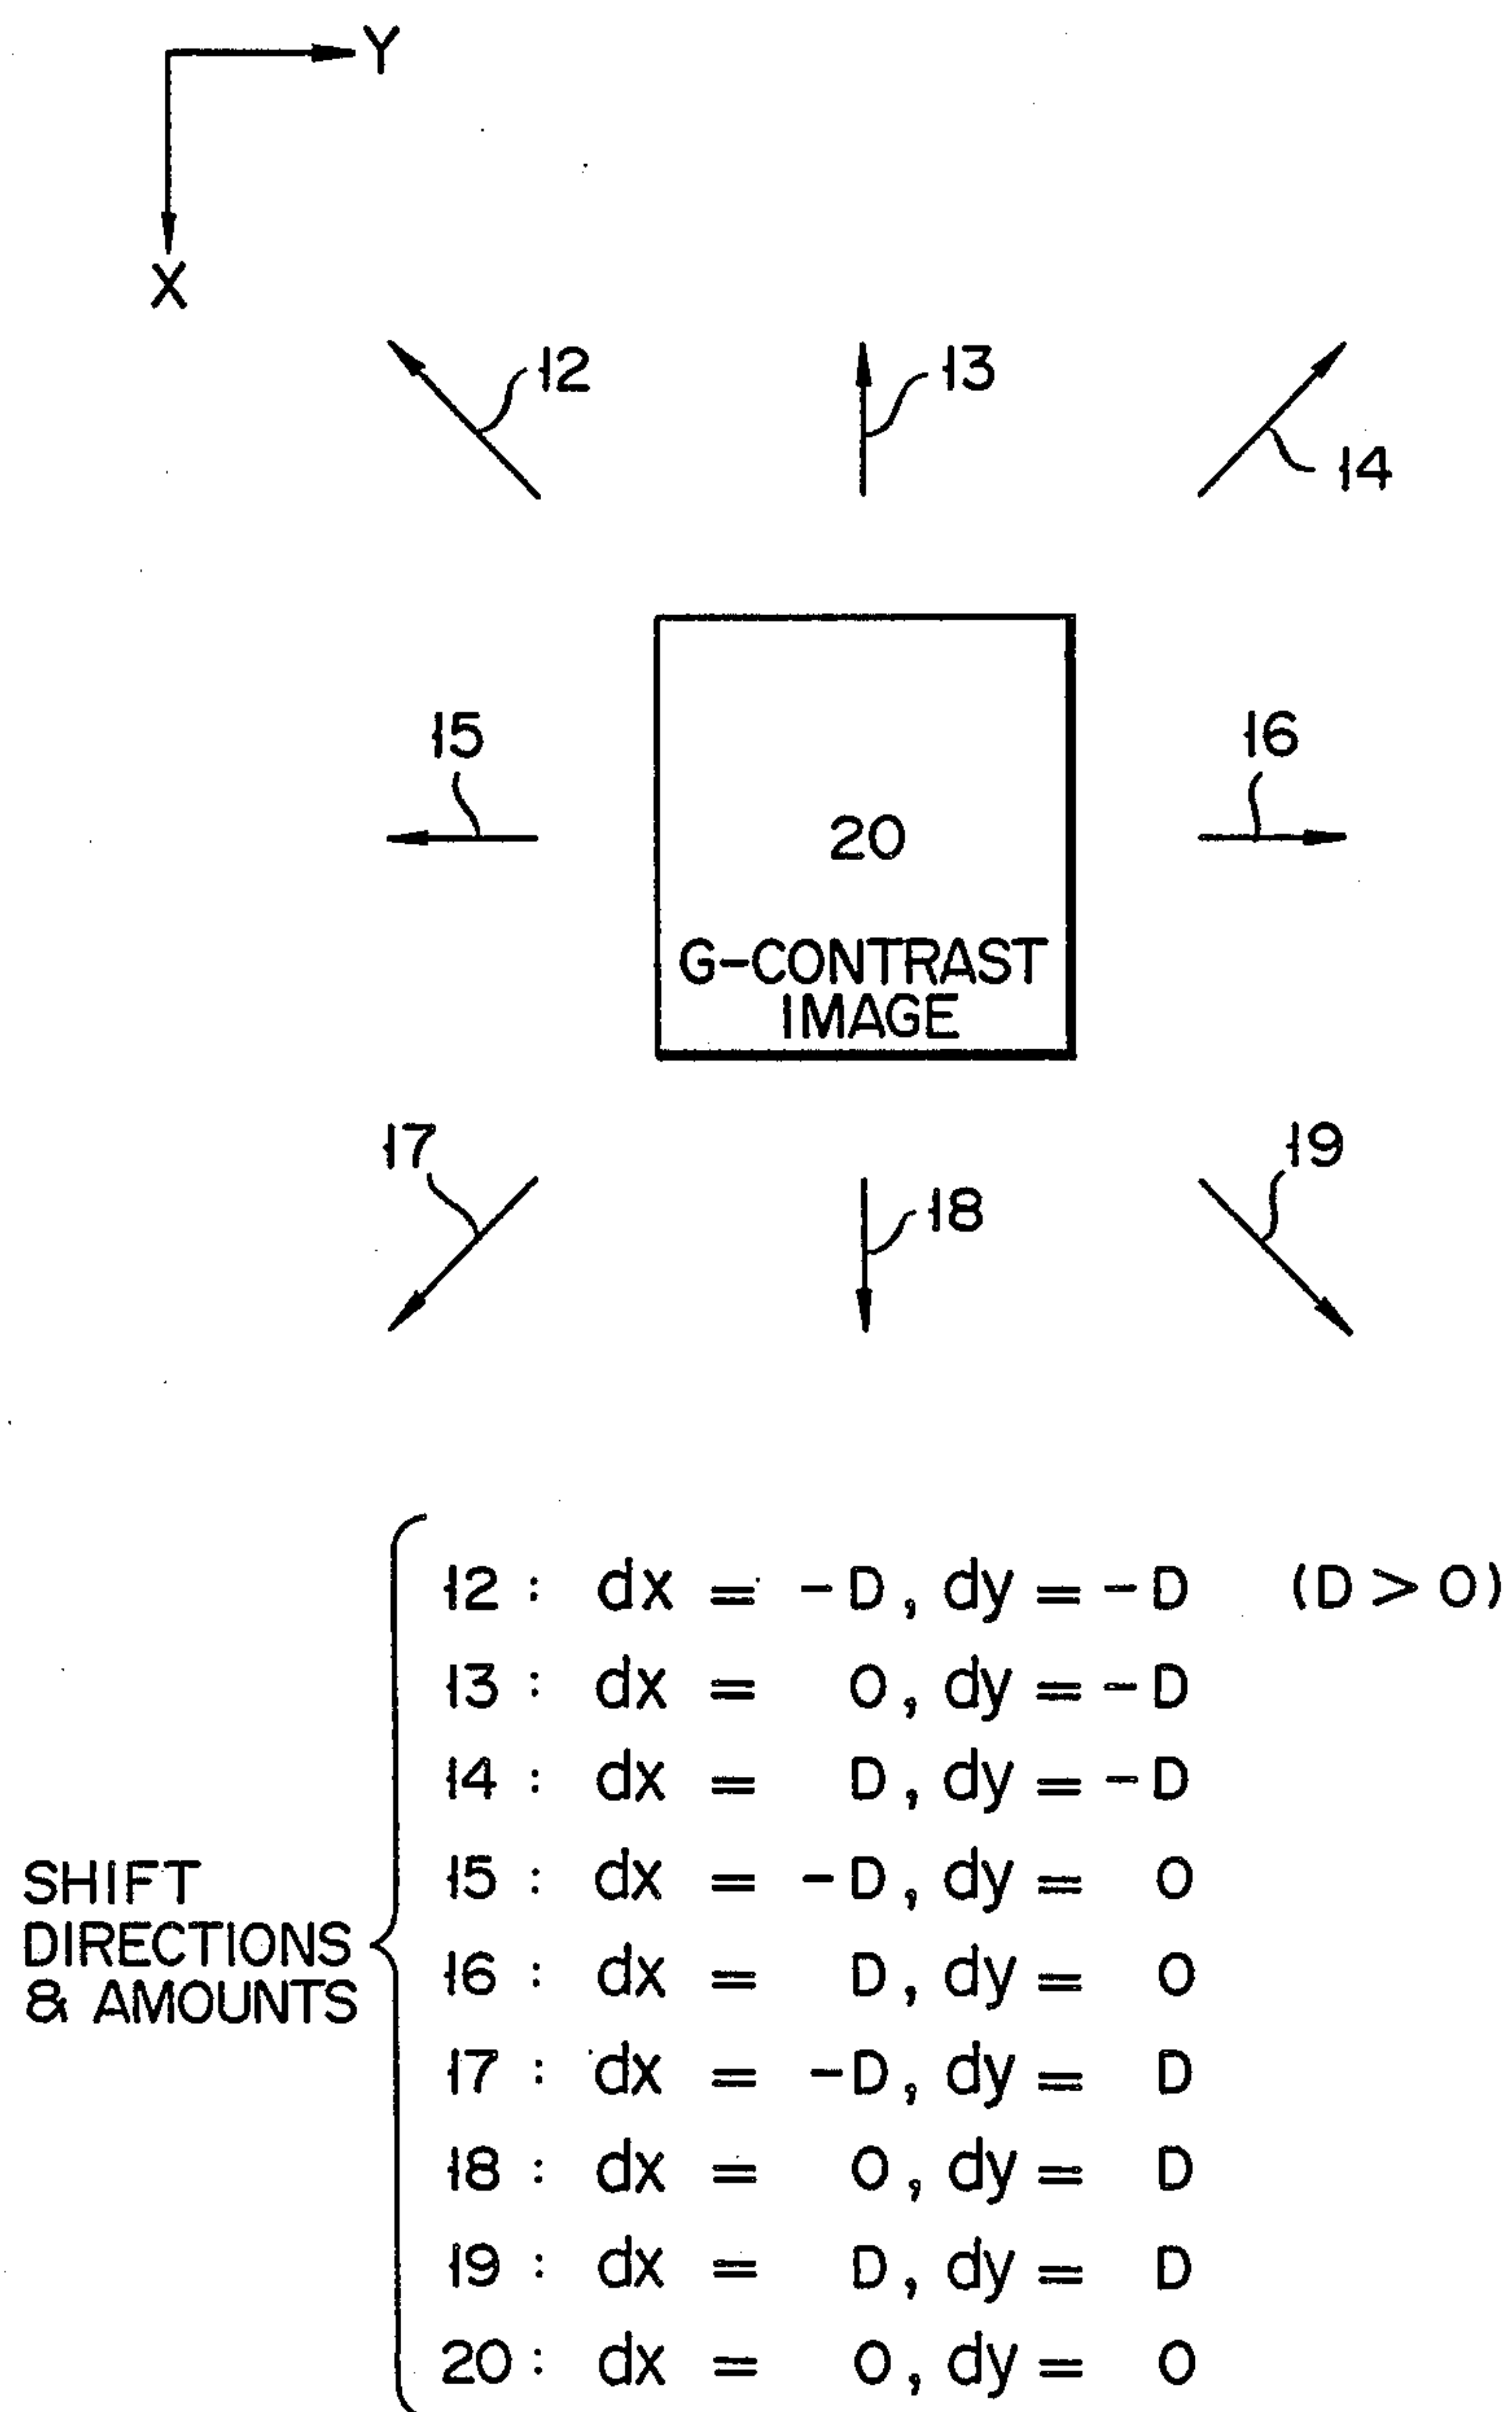 Y
X
12
13
14
15
16
20
G-CONTRAST
IMAGE
17
18
19
SHIFT
DIRECTIONS
& AMOUNTS
12 : dx = -D, dy = -D (D > 0)
13 : dx = 0, dy = -D
14 : dx = D, dy = -D
15 : dx = -D, dy = 0
16 : dx = D, dy = 0
17 : dx = -D, dy = D
18 : dx = 0, dy = D
19 : dx = D, dy = D
20 : dx = 0, dy = 0